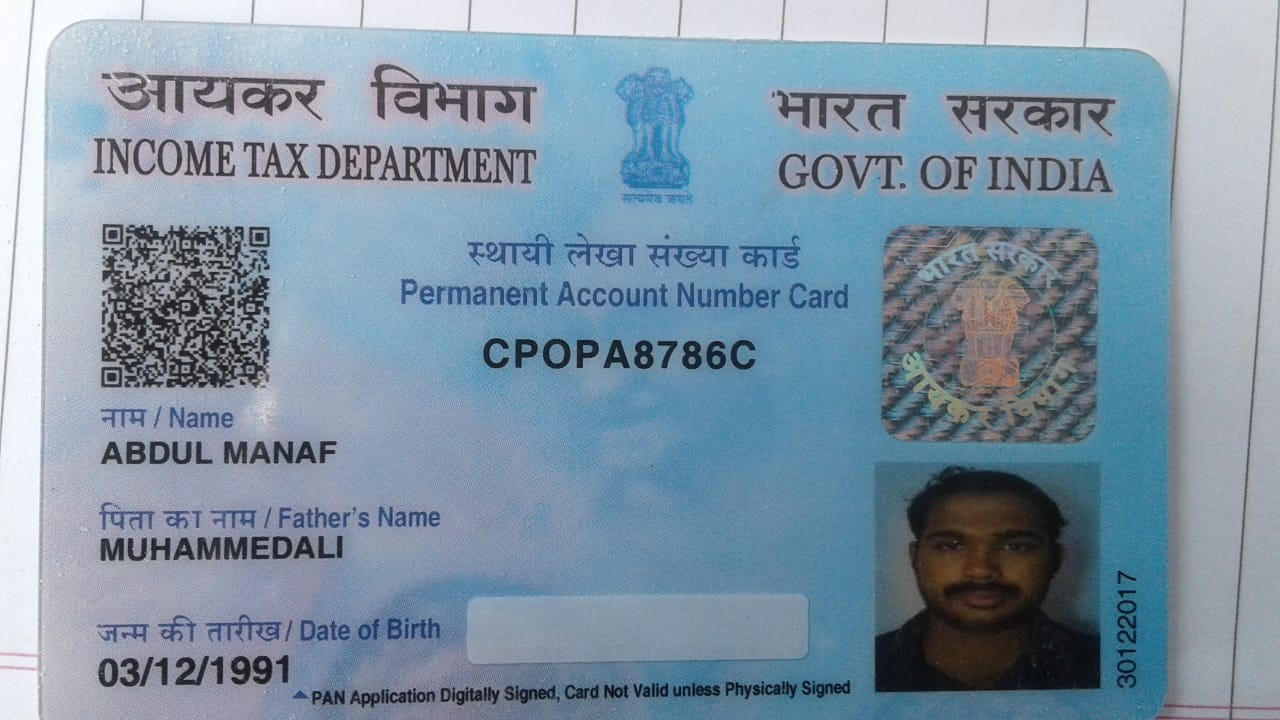 आयकर विभाग
INCOME TAX DEPARTMENT
सत्यमेव जयते
भारत सरकार
GOVT. OF INDIA
स्थायी लेखा संख्या कार्ड
Permanent Account Number Card
CPOPA8786C
भारत सरकार
आयकर विभाग
नाम / Name
ABDUL MANAF
पिता का नाम / Father's Name
MUHAMMEDALI
जन्म की तारीख / Date of Birth
03/12/1991
PAN Application Digitally Signed, Card Not Valid unless Physically Signed
30122017